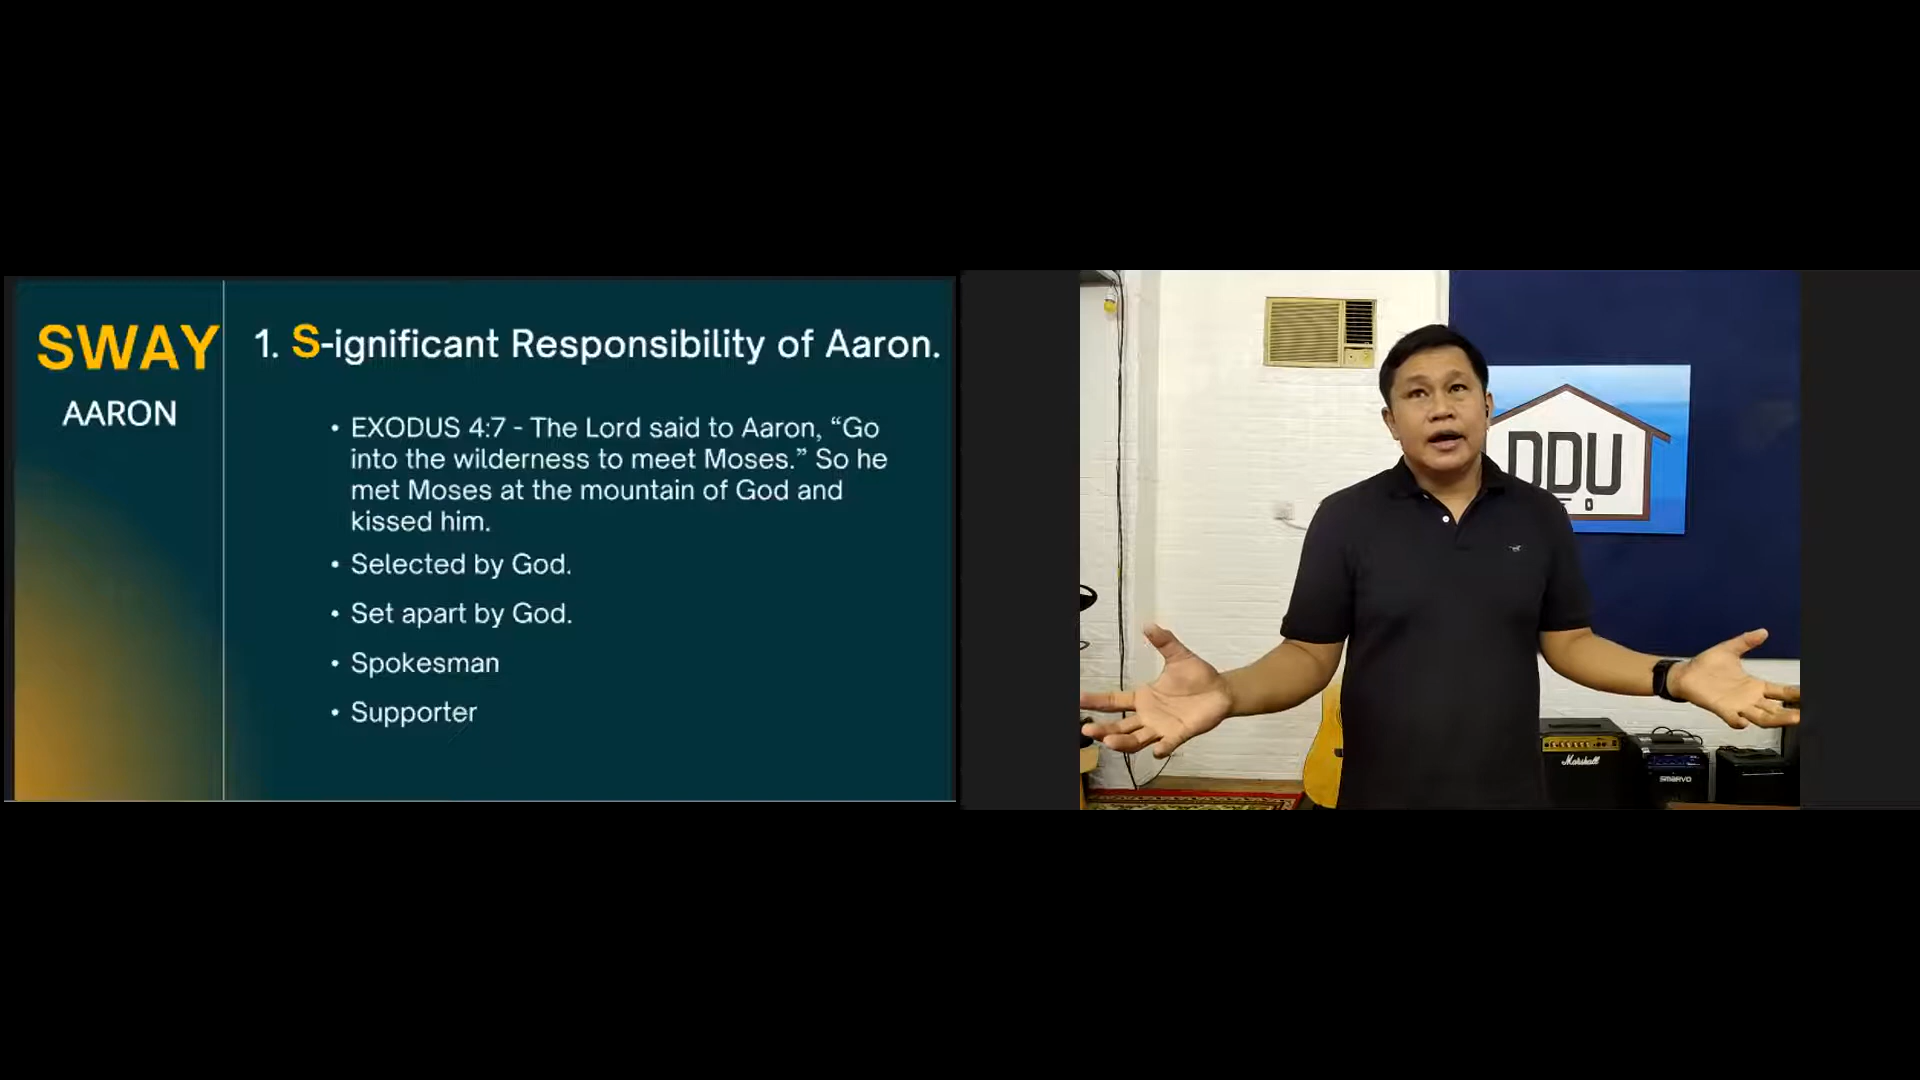 SWAY
AARON
1. S-ignificant Responsibility of Aaron.
• EXODUS 4:7 - The Lord said to Aaron, “Go
into the wilderness to meet Moses.” So he
met Moses at the mountain of God and
kissed him.
• Selected by God.
• Set apart by God.
• Spokesman
• Supporter
DDU
Marshall
SMARVO